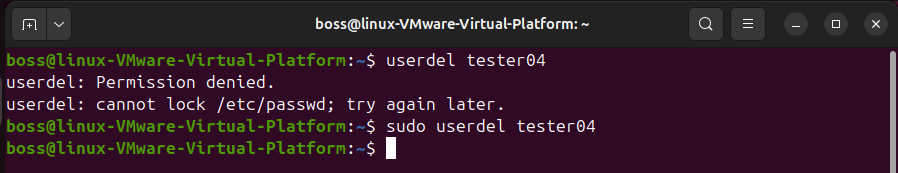 boss@linux-VMware-Virtual-Platform: ~
boss@linux-VMware-Virtual-Platform:~$ userdel tester04
userdel: Permission denied.
userdel: cannot lock /etc/passwd; try again later.
boss@linux-VMware-Virtual-Platform:~$ sudo userdel tester04
boss@linux-VMware-Virtual-Platform:~$